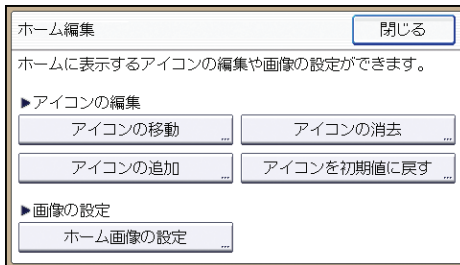 ホーム編集 閉じる
ホームに表示するアイコンの編集や画像の設定ができます。
▶アイコンの編集
アイコンの移動 ... アイコンの消去 ...
アイコンの追加 ... アイコンを初期値に戻す ...
▶画像の設定
ホーム画像の設定 ...